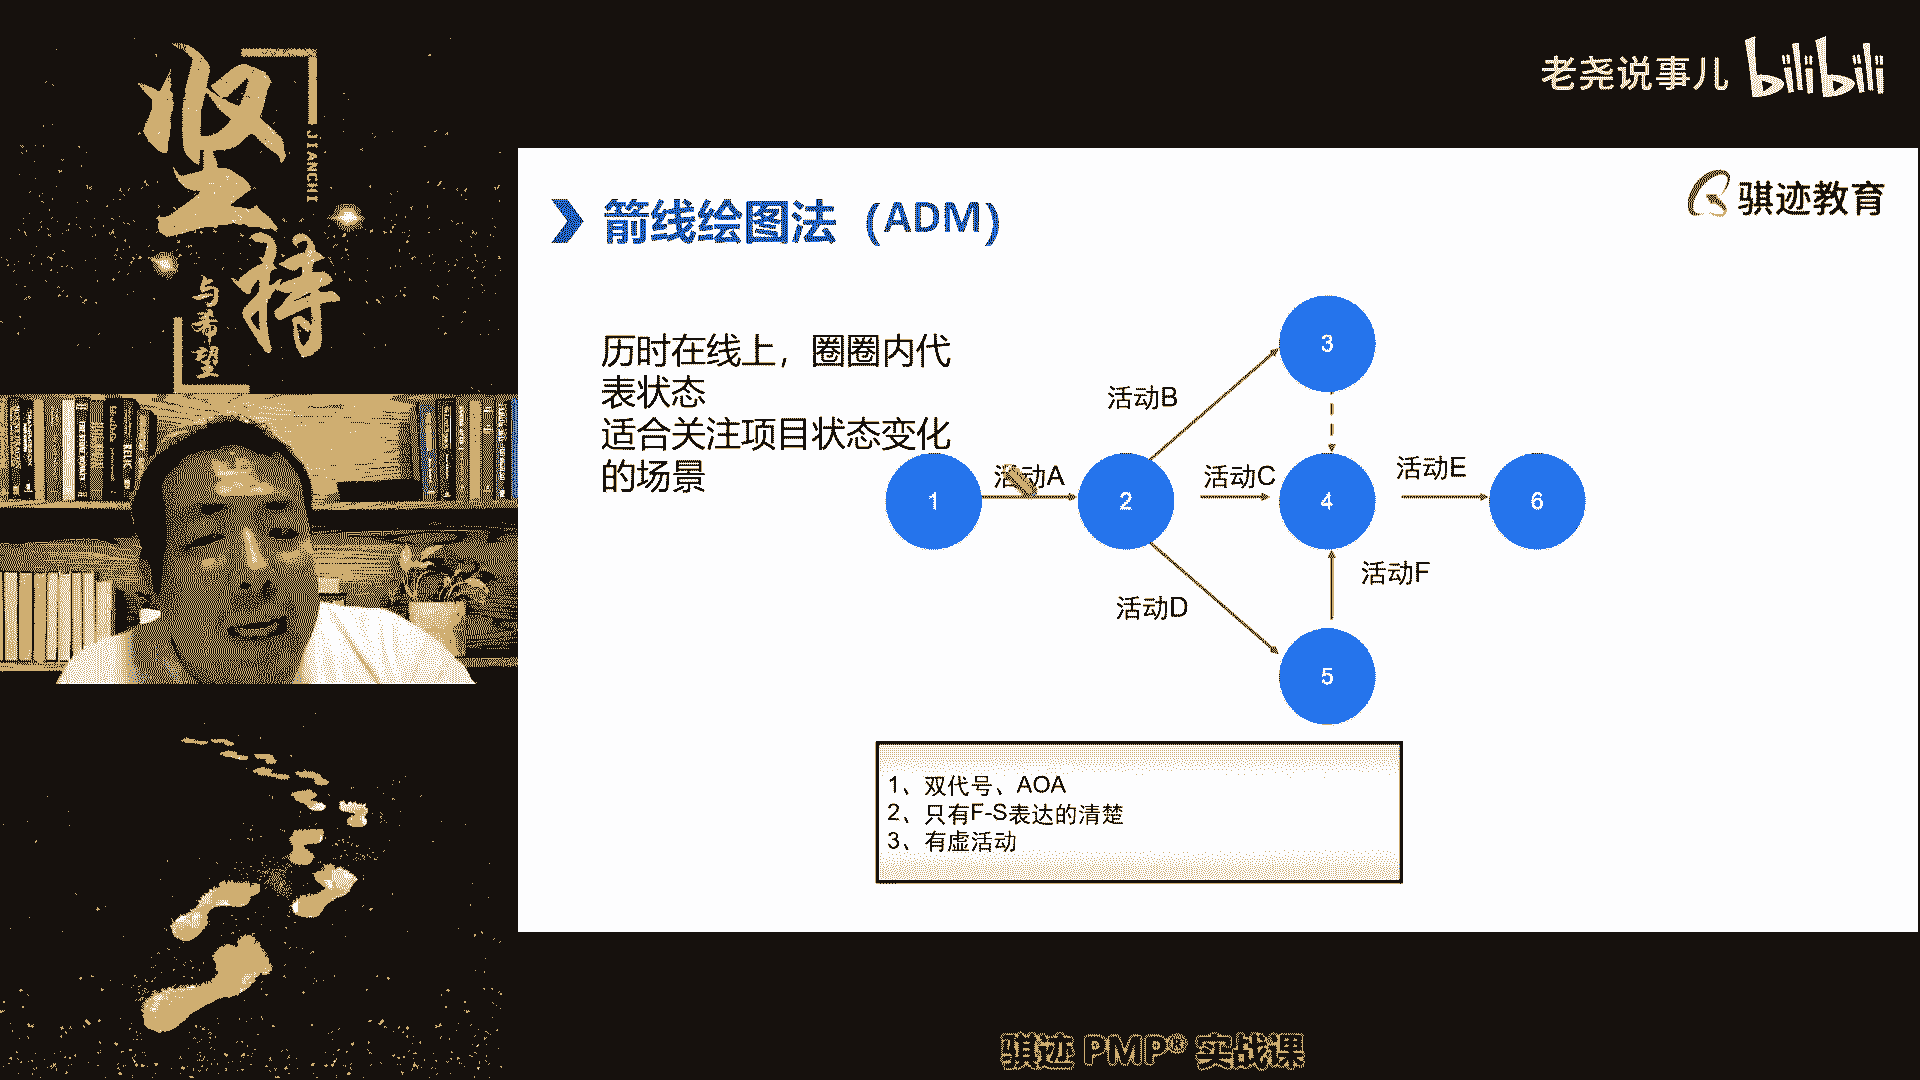 坚持
JIANCHI
与希望
老尧说事儿 bilibili
骐迹教育
箭线绘图法（ADM）
历时在线上，圈圈内代
表状态
适合关注项目状态变化
的场景
3
活动B
活动A
活动C
活动E
1
2
4
6
活动F
活动D
5
1、双代号、AOA
2、只有F-S表达的清楚
3、有虚活动
骐迹 PMP® 实战课